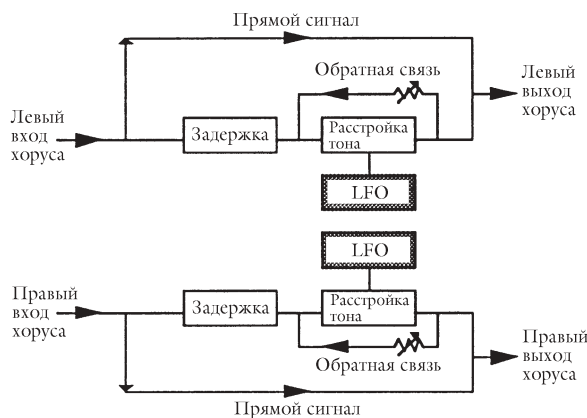 Прямой сигнал
Обратная связь
Левый
выход
хоруса
Левый
вход
хоруса
Задержка
Расстройка
тона
LFO
LFO
Правый
вход
хоруса
Задержка
Расстройка
тона
Обратная связь
Правый
выход
хоруса
Прямой сигнал